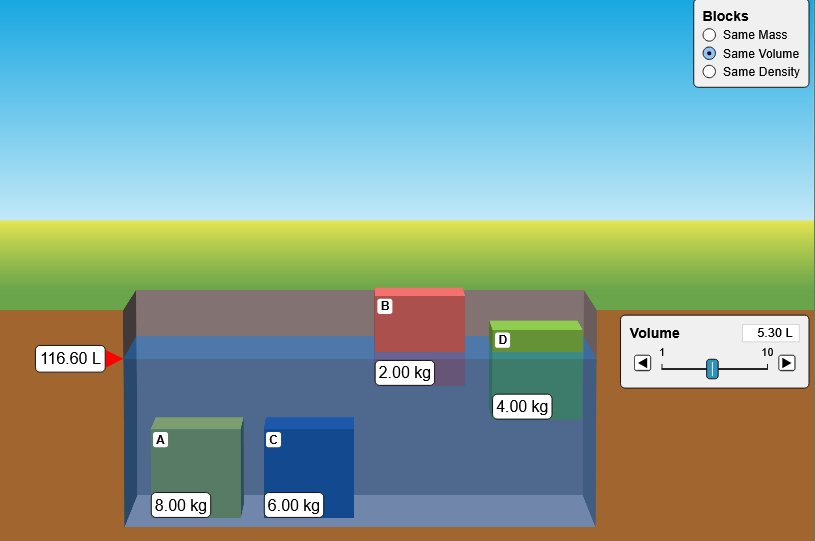 Blocks
Same Mass
Same Volume
Same Density
B
D
116.60 L
Volume
5.30 L
1
10
2.00 kg
4.00 kg
A
C
8.00 kg
6.00 kg